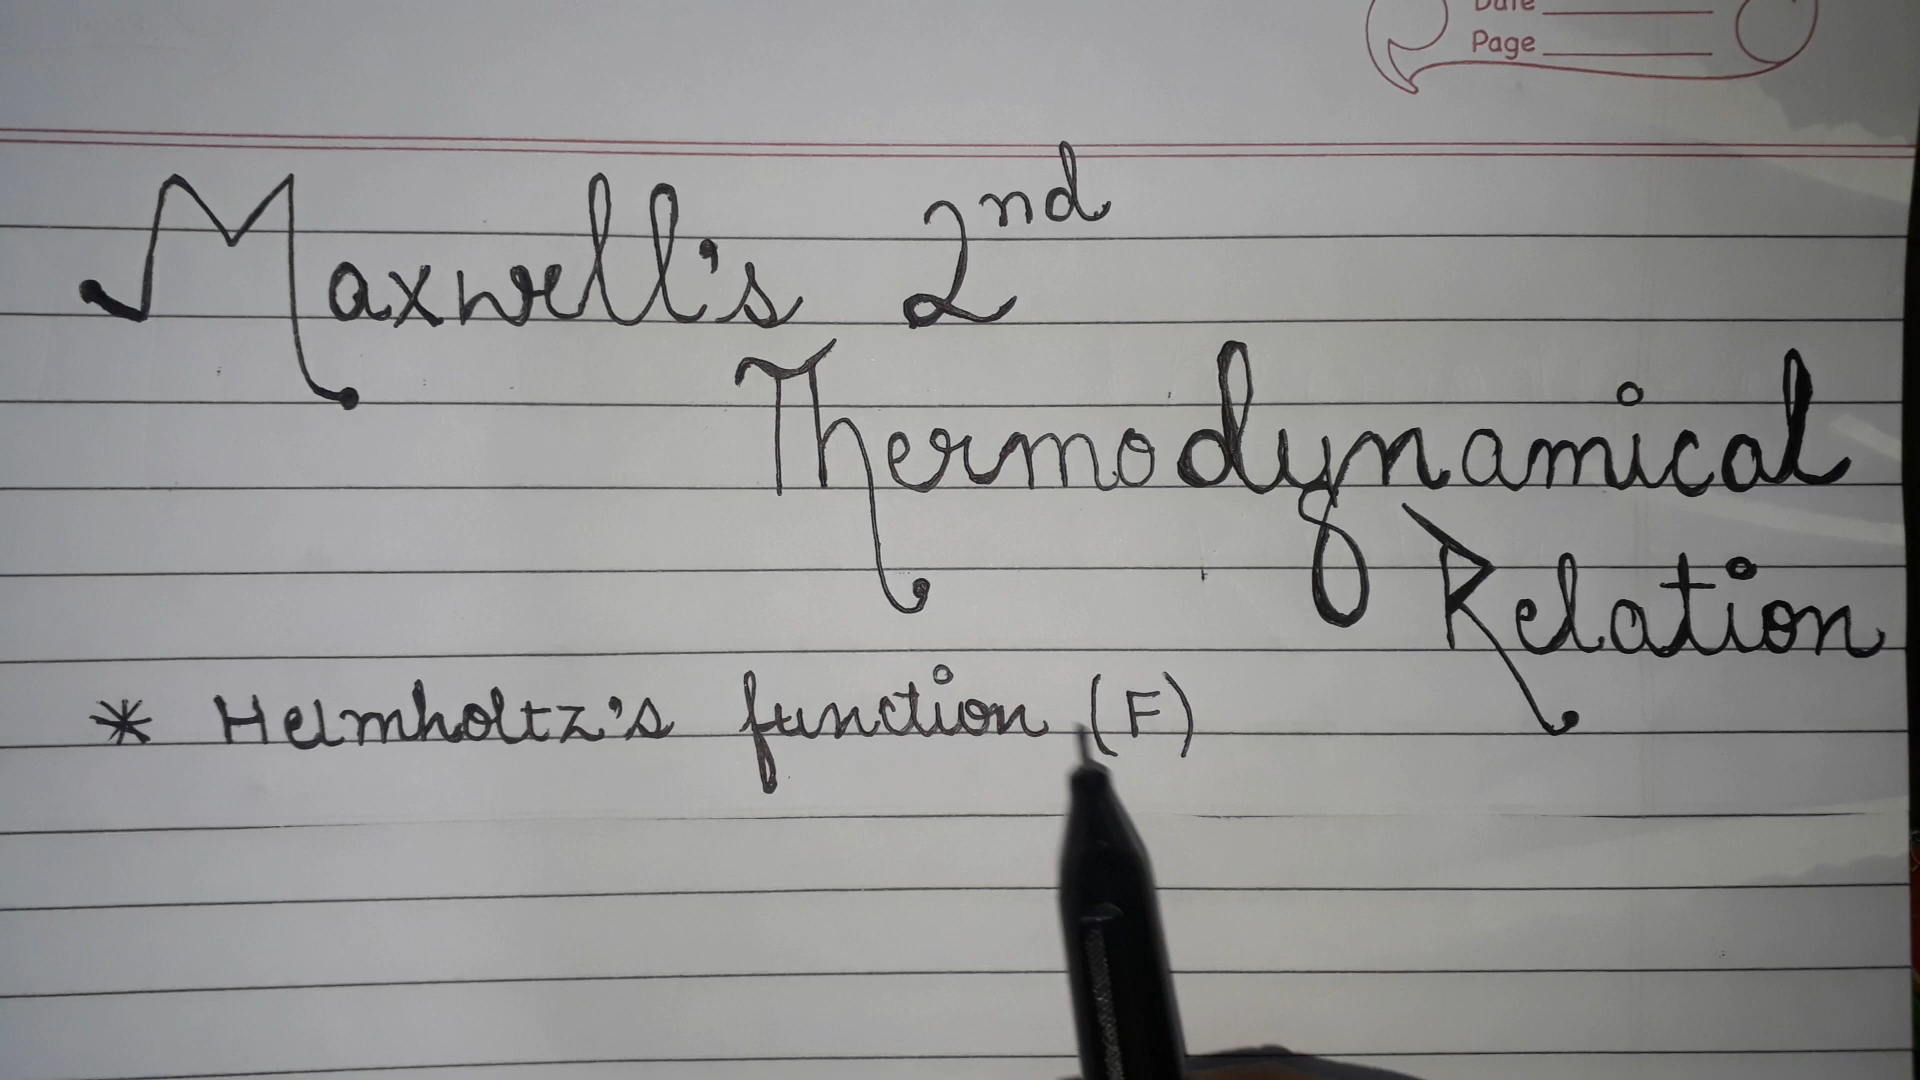 Date
Page
Maxwell's 2nd
Thermodynamical
Relation
* Helmholtz's function (F)